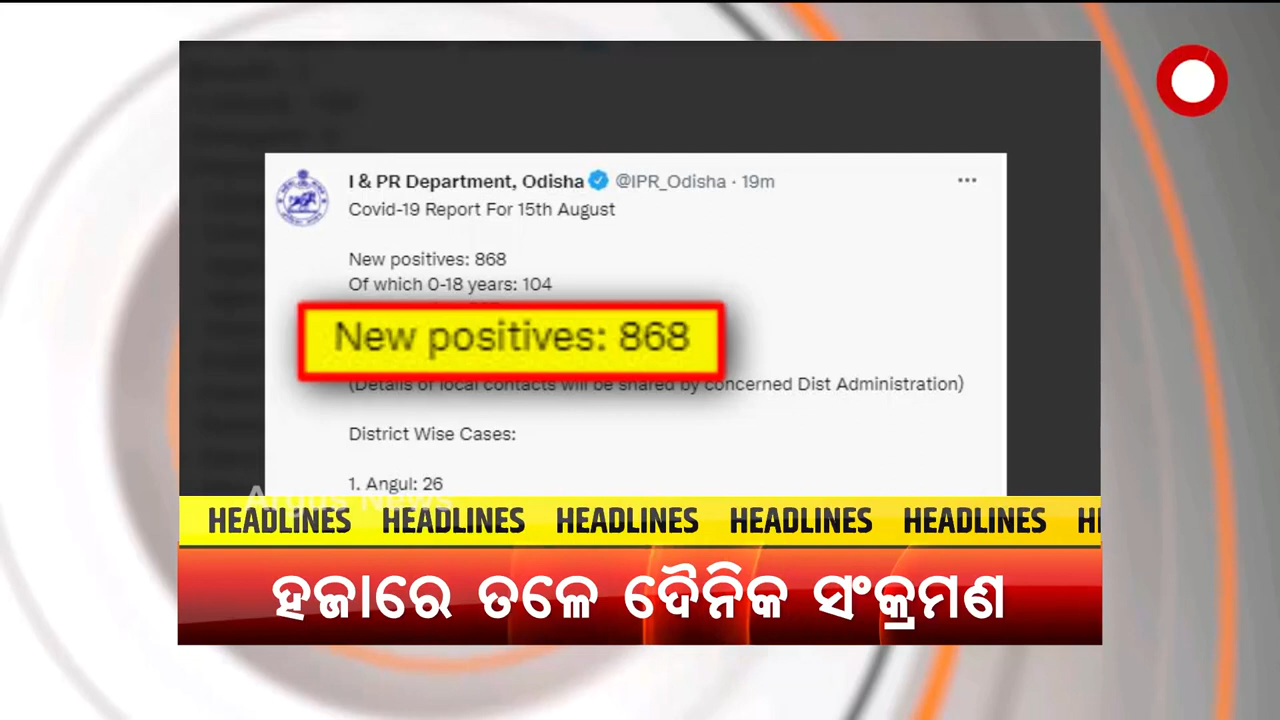 I & PR Department, Odisha @IPR_Odisha · 19m
Covid-19 Report For 15th August
New positives: 868
Of which 0-18 years: 104
New positives: 868
(Details of local contacts will be shared by concerned Dist Administration)
District Wise Cases:
1. Angul: 26
Argus News
HEADLINES HEADLINES HEADLINES HEADLINES HEADLINES
ହଜାରେ ତଳେ ଦୈନିକ ସଂକ୍ରମଣ